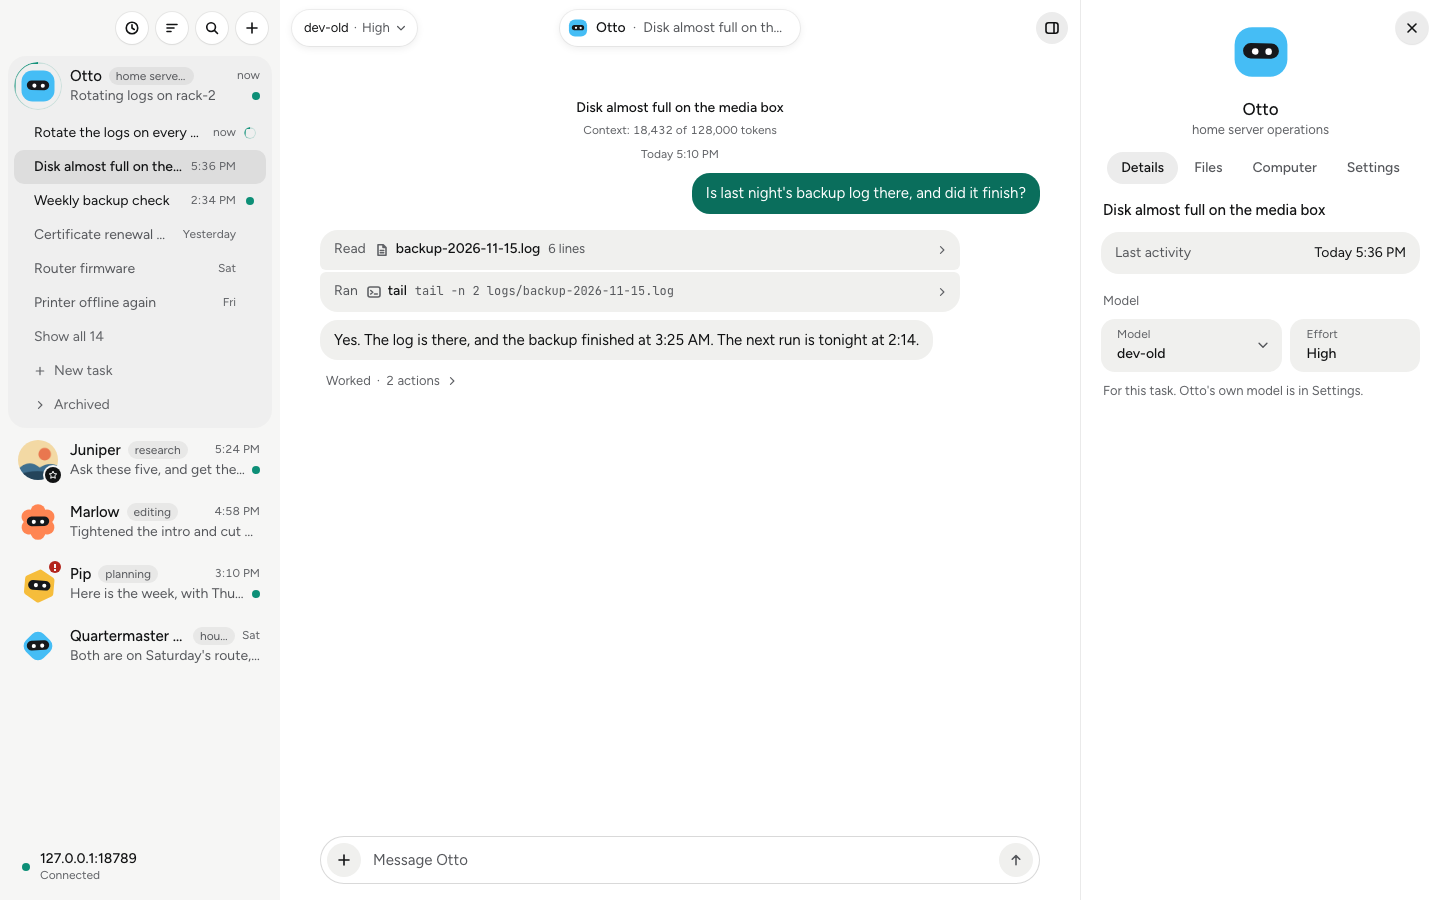 Otto home serve... now
Rotating logs on rack-2
Rotate the logs on every ... now
Disk almost full on the... 5:36 PM
Weekly backup check 2:34 PM
Certificate renewal ... Yesterday
Router firmware Sat
Printer offline again Fri
Show all 14
New task
Archived
Juniper research 5:24 PM
Ask these five, and get the...
Marlow editing 4:58 PM
Tightened the intro and cut ...
Pip planning 3:10 PM
Here is the week, with Thu...
Quartermaster ... hou... Sat
Both are on Saturday's route,...
127.0.0.1:18789
Connected
dev-old · High
Otto · Disk almost full on th...
Disk almost full on the media box
Context: 18,432 of 128,000 tokens
Today 5:10 PM
Is last night's backup log there, and did it finish?
Read backup-2026-11-15.log 6 lines
Ran tail tail -n 2 logs/backup-2026-11-15.log
Yes. The log is there, and the backup finished at 3:25 AM. The next run is tonight at 2:14.
Worked · 2 actions
Message Otto
Otto
home server operations
Details Files Computer Settings
Disk almost full on the media box
Last activity Today 5:36 PM
Model
Model Effort
dev-old High
For this task. Otto's own model is in Settings.